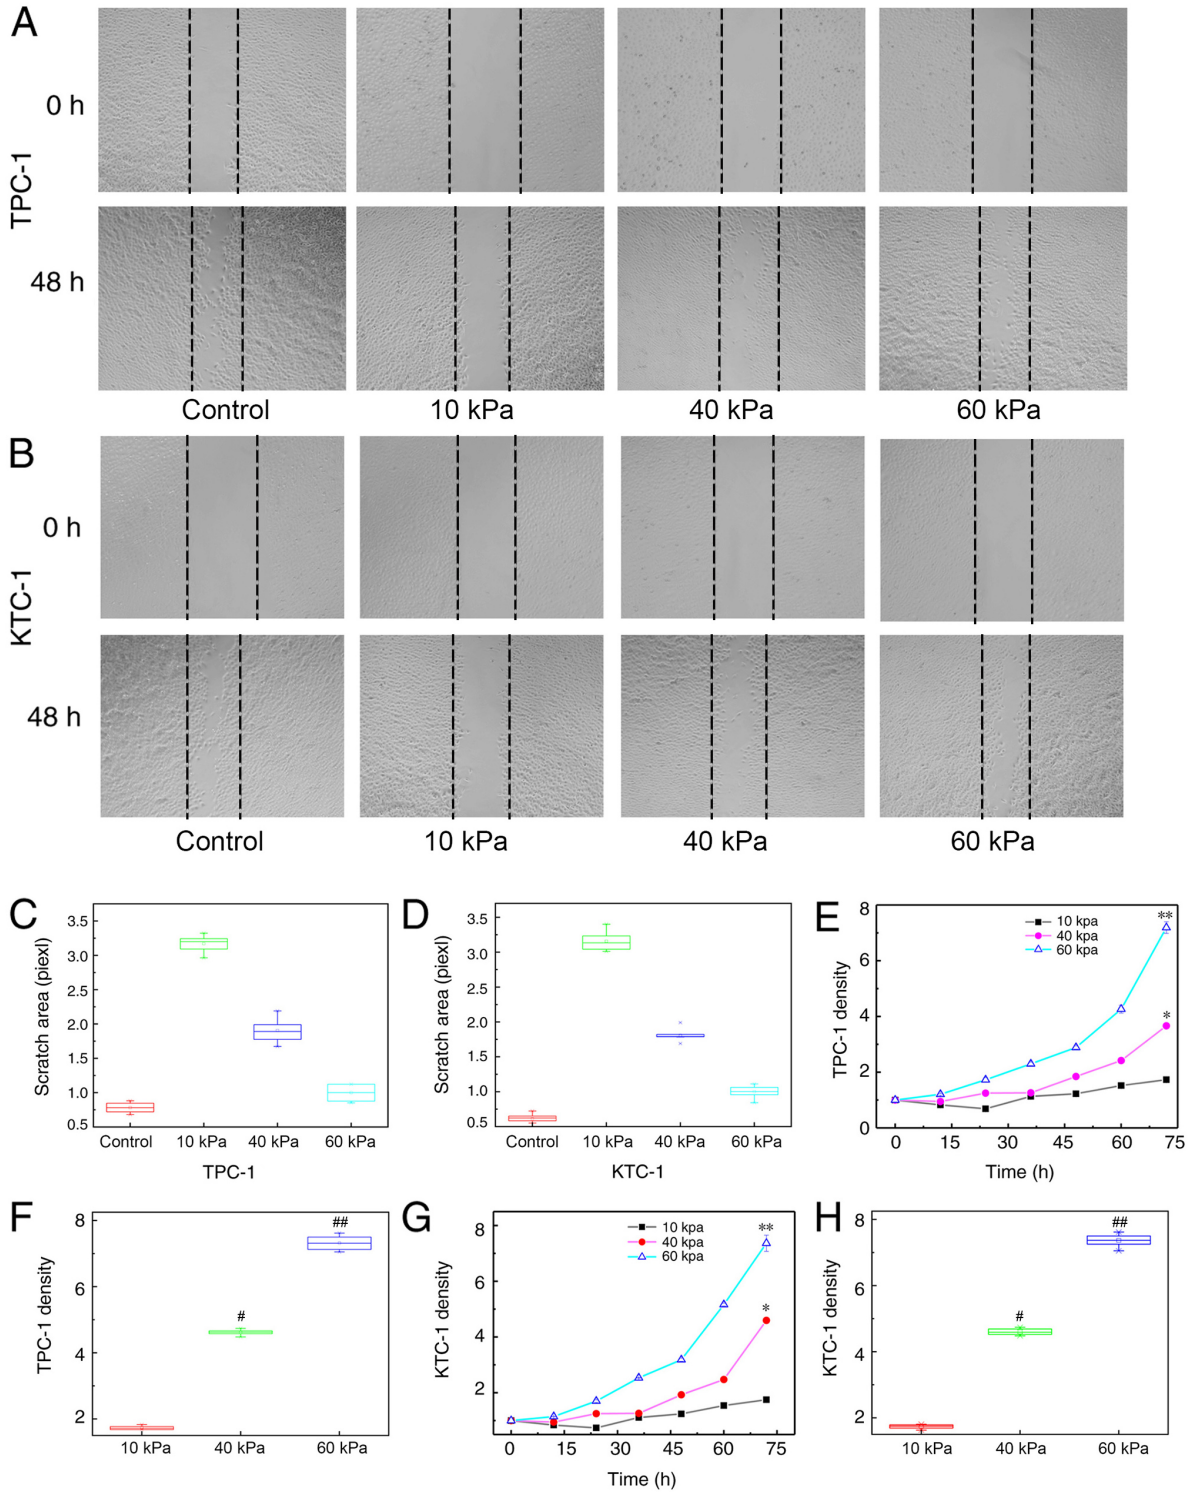 A
0 h
TPC-1
48 h
Control 10 kPa 40 kPa 60 kPa
B
0 h
KTC-1
48 h
Control 10 kPa 40 kPa 60 kPa
C
Scratch area (piexl)
3.5
3.0
2.5
2.0
1.5
1.0
0.5
Control 10 kPa 40 kPa 60 kPa
TPC-1
D
Scratch area (piexl)
3.5
3.0
2.5
2.0
1.5
1.0
0.5
Control 10 kPa 40 kPa 60 kPa
KTC-1
E
TPC-1 density
8
6
4
2
0
10 kpa
40 kpa
60 kpa
**
*
0 15 30 45 60 75
Time (h)
F
TPC-1 density
8
6
4
2
##
#
10 kPa 40 kPa 60 kPa
G
KTC-1 density
8
6
4
2
10 kpa
40 kpa
60 kpa
**
*
0 15 30 45 60 75
Time (h)
H
KTC-1 density
8
6
4
2
##
#
10 kPa 40 kPa 60 kPa